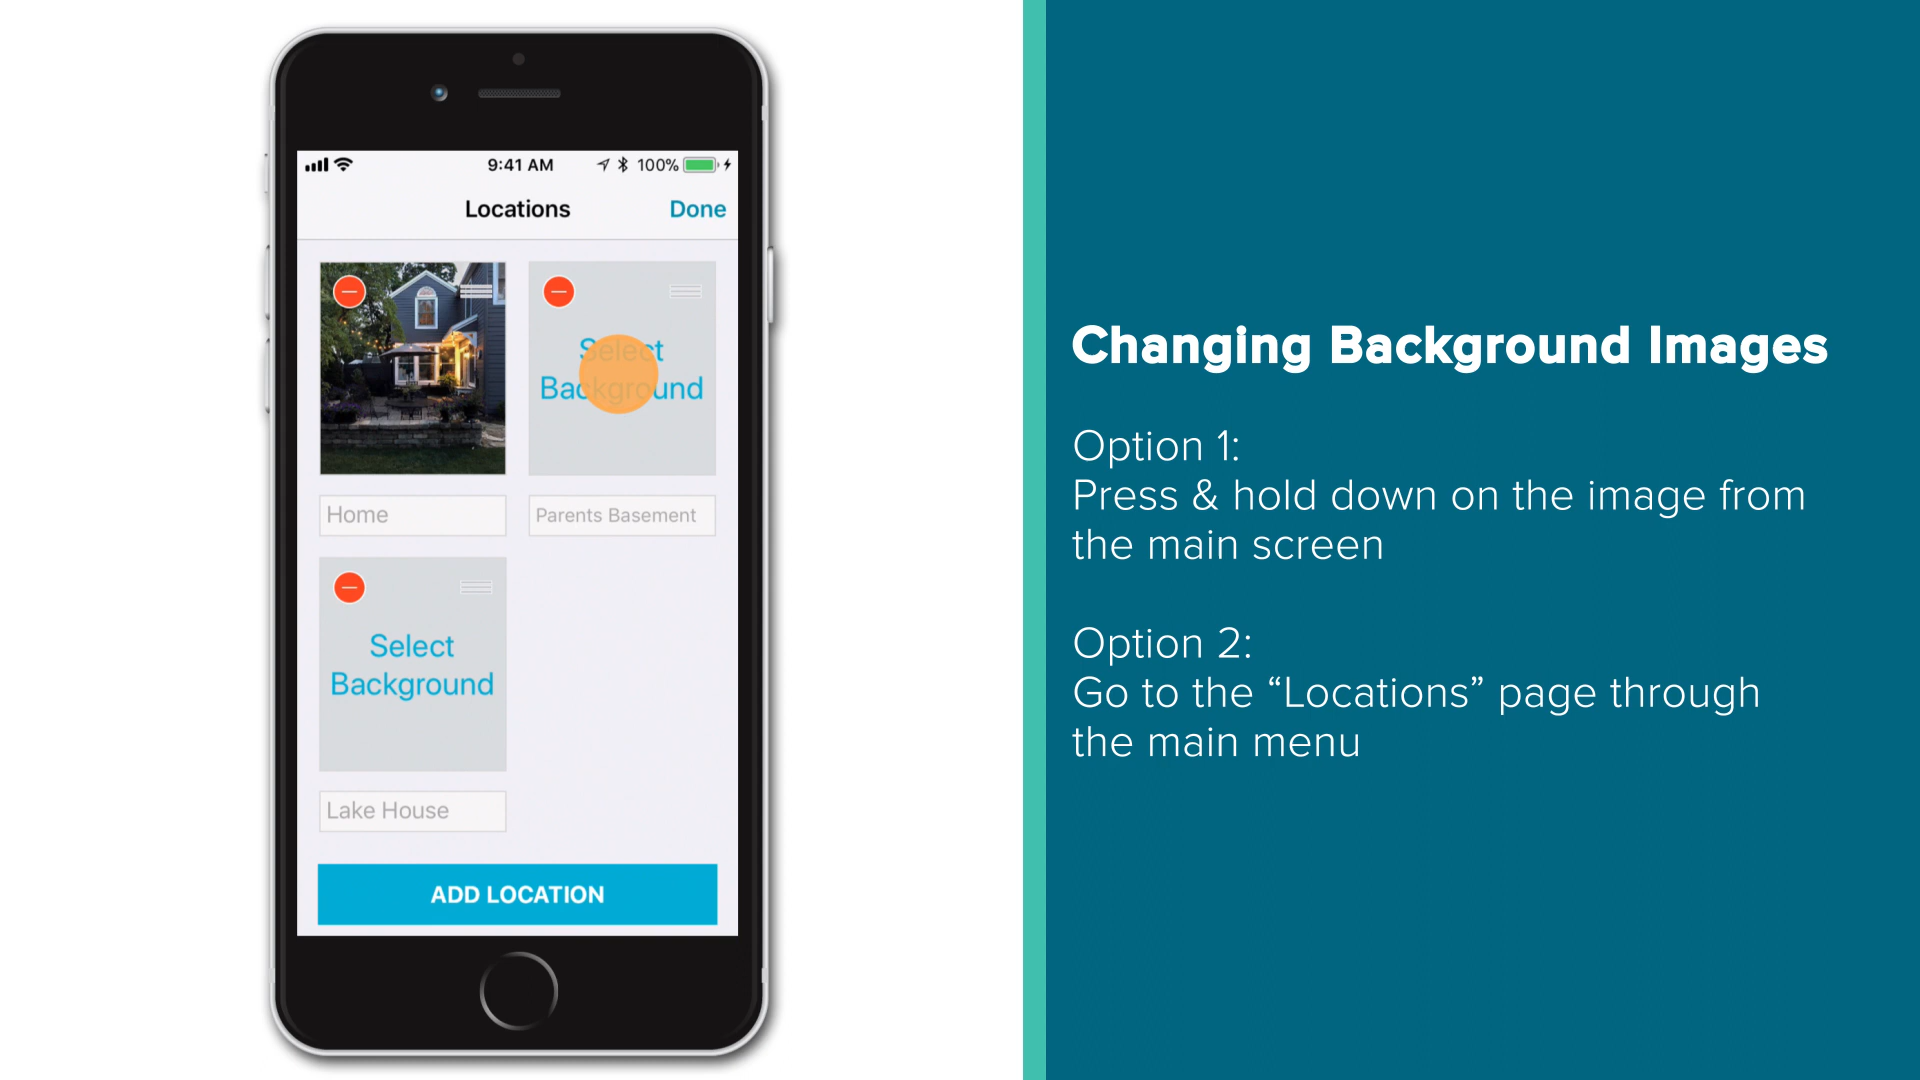 9:41 AM
100%
Locations
Done
Select
Background
Home
Parents Basement
Select
Background
Lake House
ADD LOCATION
Changing Background Images
Option 1:
Press & hold down on the image from
the main screen
Option 2:
Go to the “Locations” page through
the main menu